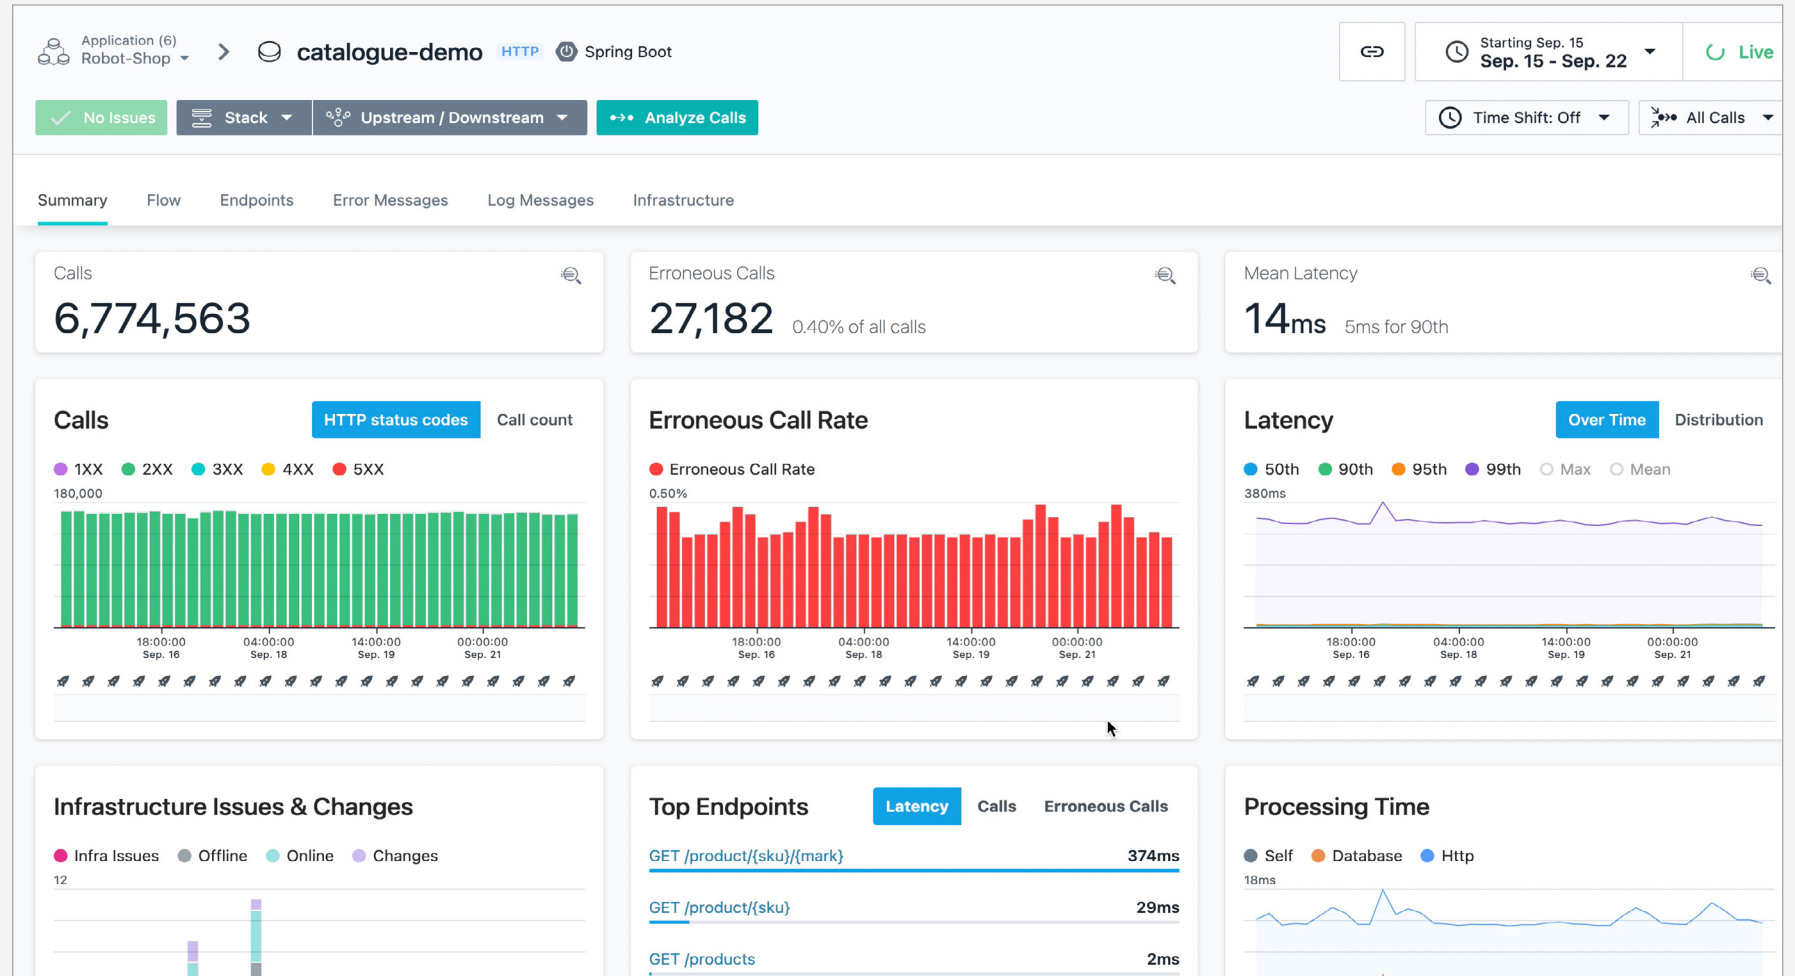 Application (6)
Robot-Shop
catalogue-demo HTTP Spring Boot
Starting Sep. 15
Sep. 15 - Sep. 22
Live
No Issues Stack Upstream / Downstream Analyze Calls
Time Shift: Off All Calls
Summary Flow Endpoints Error Messages Log Messages Infrastructure
Calls
6,774,563
Erroneous Calls
27,182 0.40% of all calls
Mean Latency
14ms 5ms for 90th
Calls HTTP status codes Call count
1XX 2XX 3XX 4XX 5XX
180,000
18:00:00 04:00:00 14:00:00 00:00:00
Sep. 16 Sep. 18 Sep. 19 Sep. 21
Erroneous Call Rate
Erroneous Call Rate
0.50%
18:00:00 04:00:00 14:00:00 00:00:00
Sep. 16 Sep. 18 Sep. 19 Sep. 21
Latency Over Time Distribution
50th 90th 95th 99th Max Mean
380ms
18:00:00 04:00:00 14:00:00 00:00:00
Sep. 16 Sep. 18 Sep. 19 Sep. 21
Infrastructure Issues & Changes
Infra Issues Offline Online Changes
12
Top Endpoints Latency Calls Erroneous Calls
GET /product/{sku}/{mark} 374ms
GET /product/{sku} 29ms
GET /products 2ms
Processing Time
Self Database Http
18ms